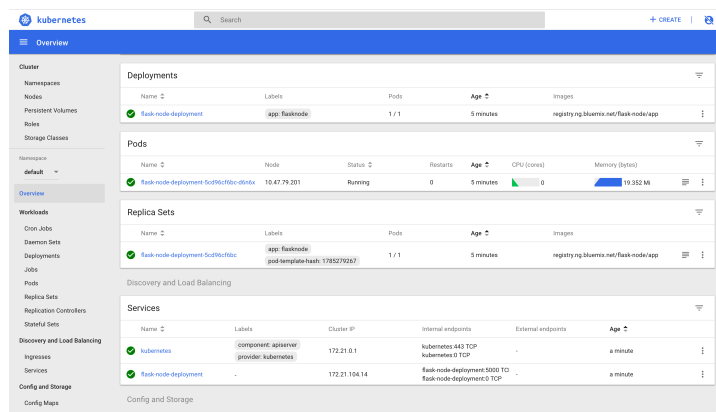 kubernetes
Search
+ CREATE
Overview
Cluster
Namespaces
Nodes
Persistent Volumes
Roles
Storage Classes
Namespace
default
Overview
Workloads
Cron Jobs
Daemon Sets
Deployments
Jobs
Pods
Replica Sets
Replication Controllers
Stateful Sets
Discovery and Load Balancing
Ingresses
Services
Config and Storage
Config Maps
Deployments
Name Labels Pods Age Images
flask-node-deployment app: flasknode 1 / 1 5 minutes registry.ng.bluemix.net/flask-node/app
Pods
Name Node Status Restarts Age CPU (cores) Memory (bytes)
flask-node-deployment-5cd96cf6bc-d6n6x 10.47.79.201 Running 0 5 minutes 0 19.352 Mi
Replica Sets
Name Labels Pods Age Images
flask-node-deployment-5cd96cf6bc app: flasknode 1 / 1 5 minutes registry.ng.bluemix.net/flask-node/app
pod-template-hash: 1785279267
Discovery and Load Balancing
Services
Name Labels Cluster IP Internal endpoints External endpoints Age
kubernetes component: apiserver 172.21.0.1 kubernetes:443 TCP - a minute
provider: kubernetes kubernetes:0 TCP
flask-node-deployment - 172.21.104.14 flask-node-deployment:5000 TC - a minute
flask-node-deployment:0 TCP
Config and Storage